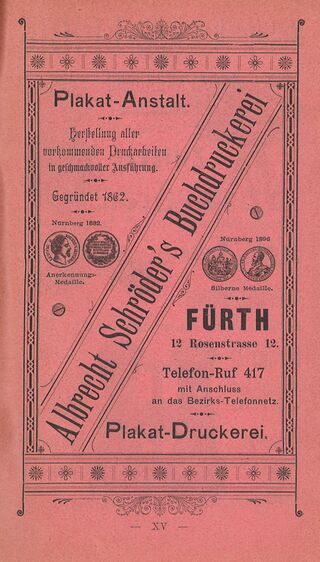 Plakat-Anstalt.
Herstellung aller
vorkommenden Druckarbeiten
in geschmackvoller Ausführung.
Gegründet 1862.
Nürnberg 1882.
Anerkennungs-
Medaille.
Albrecht Schröder's Buchdruckerei
Nürnberg 1896
Silberne Medaille.
FÜRTH
12 Rosenstrasse 12.
Telefon-Ruf 417
mit Anschluss
an das Bezirks-Telefonnetz.
Plakat-Druckerei.
— XV —